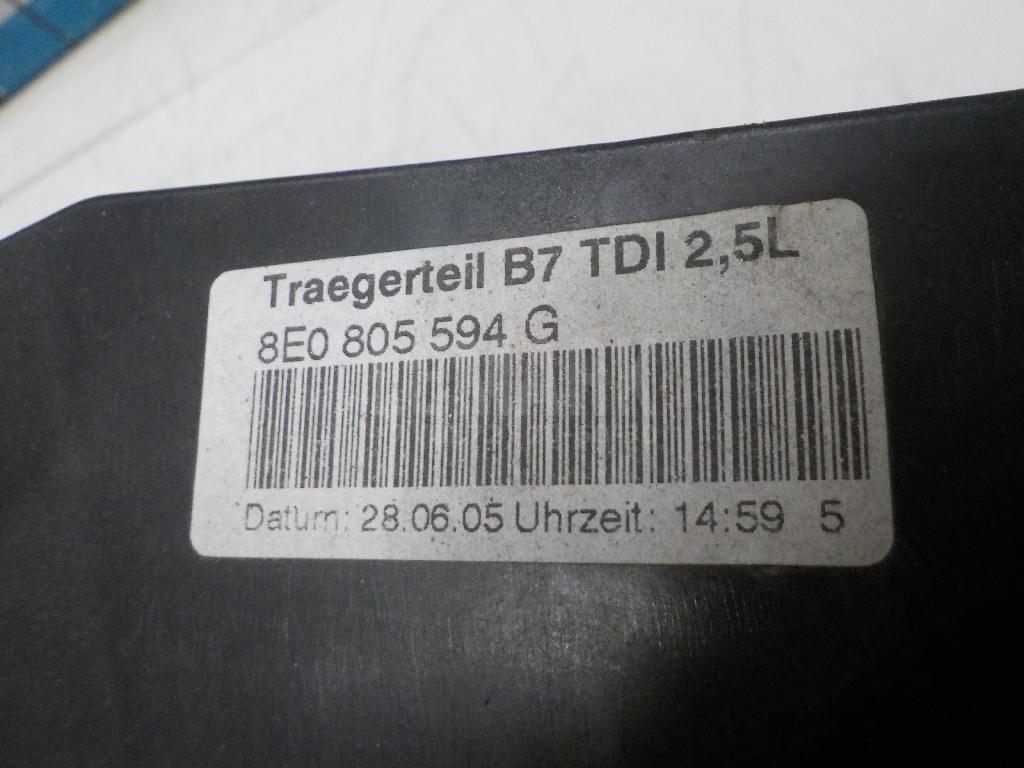 Traegerteil B7 TDI 2,5L
8E0 805 594 G
Datum: 28.06.05 Uhrzeit: 14:59 5